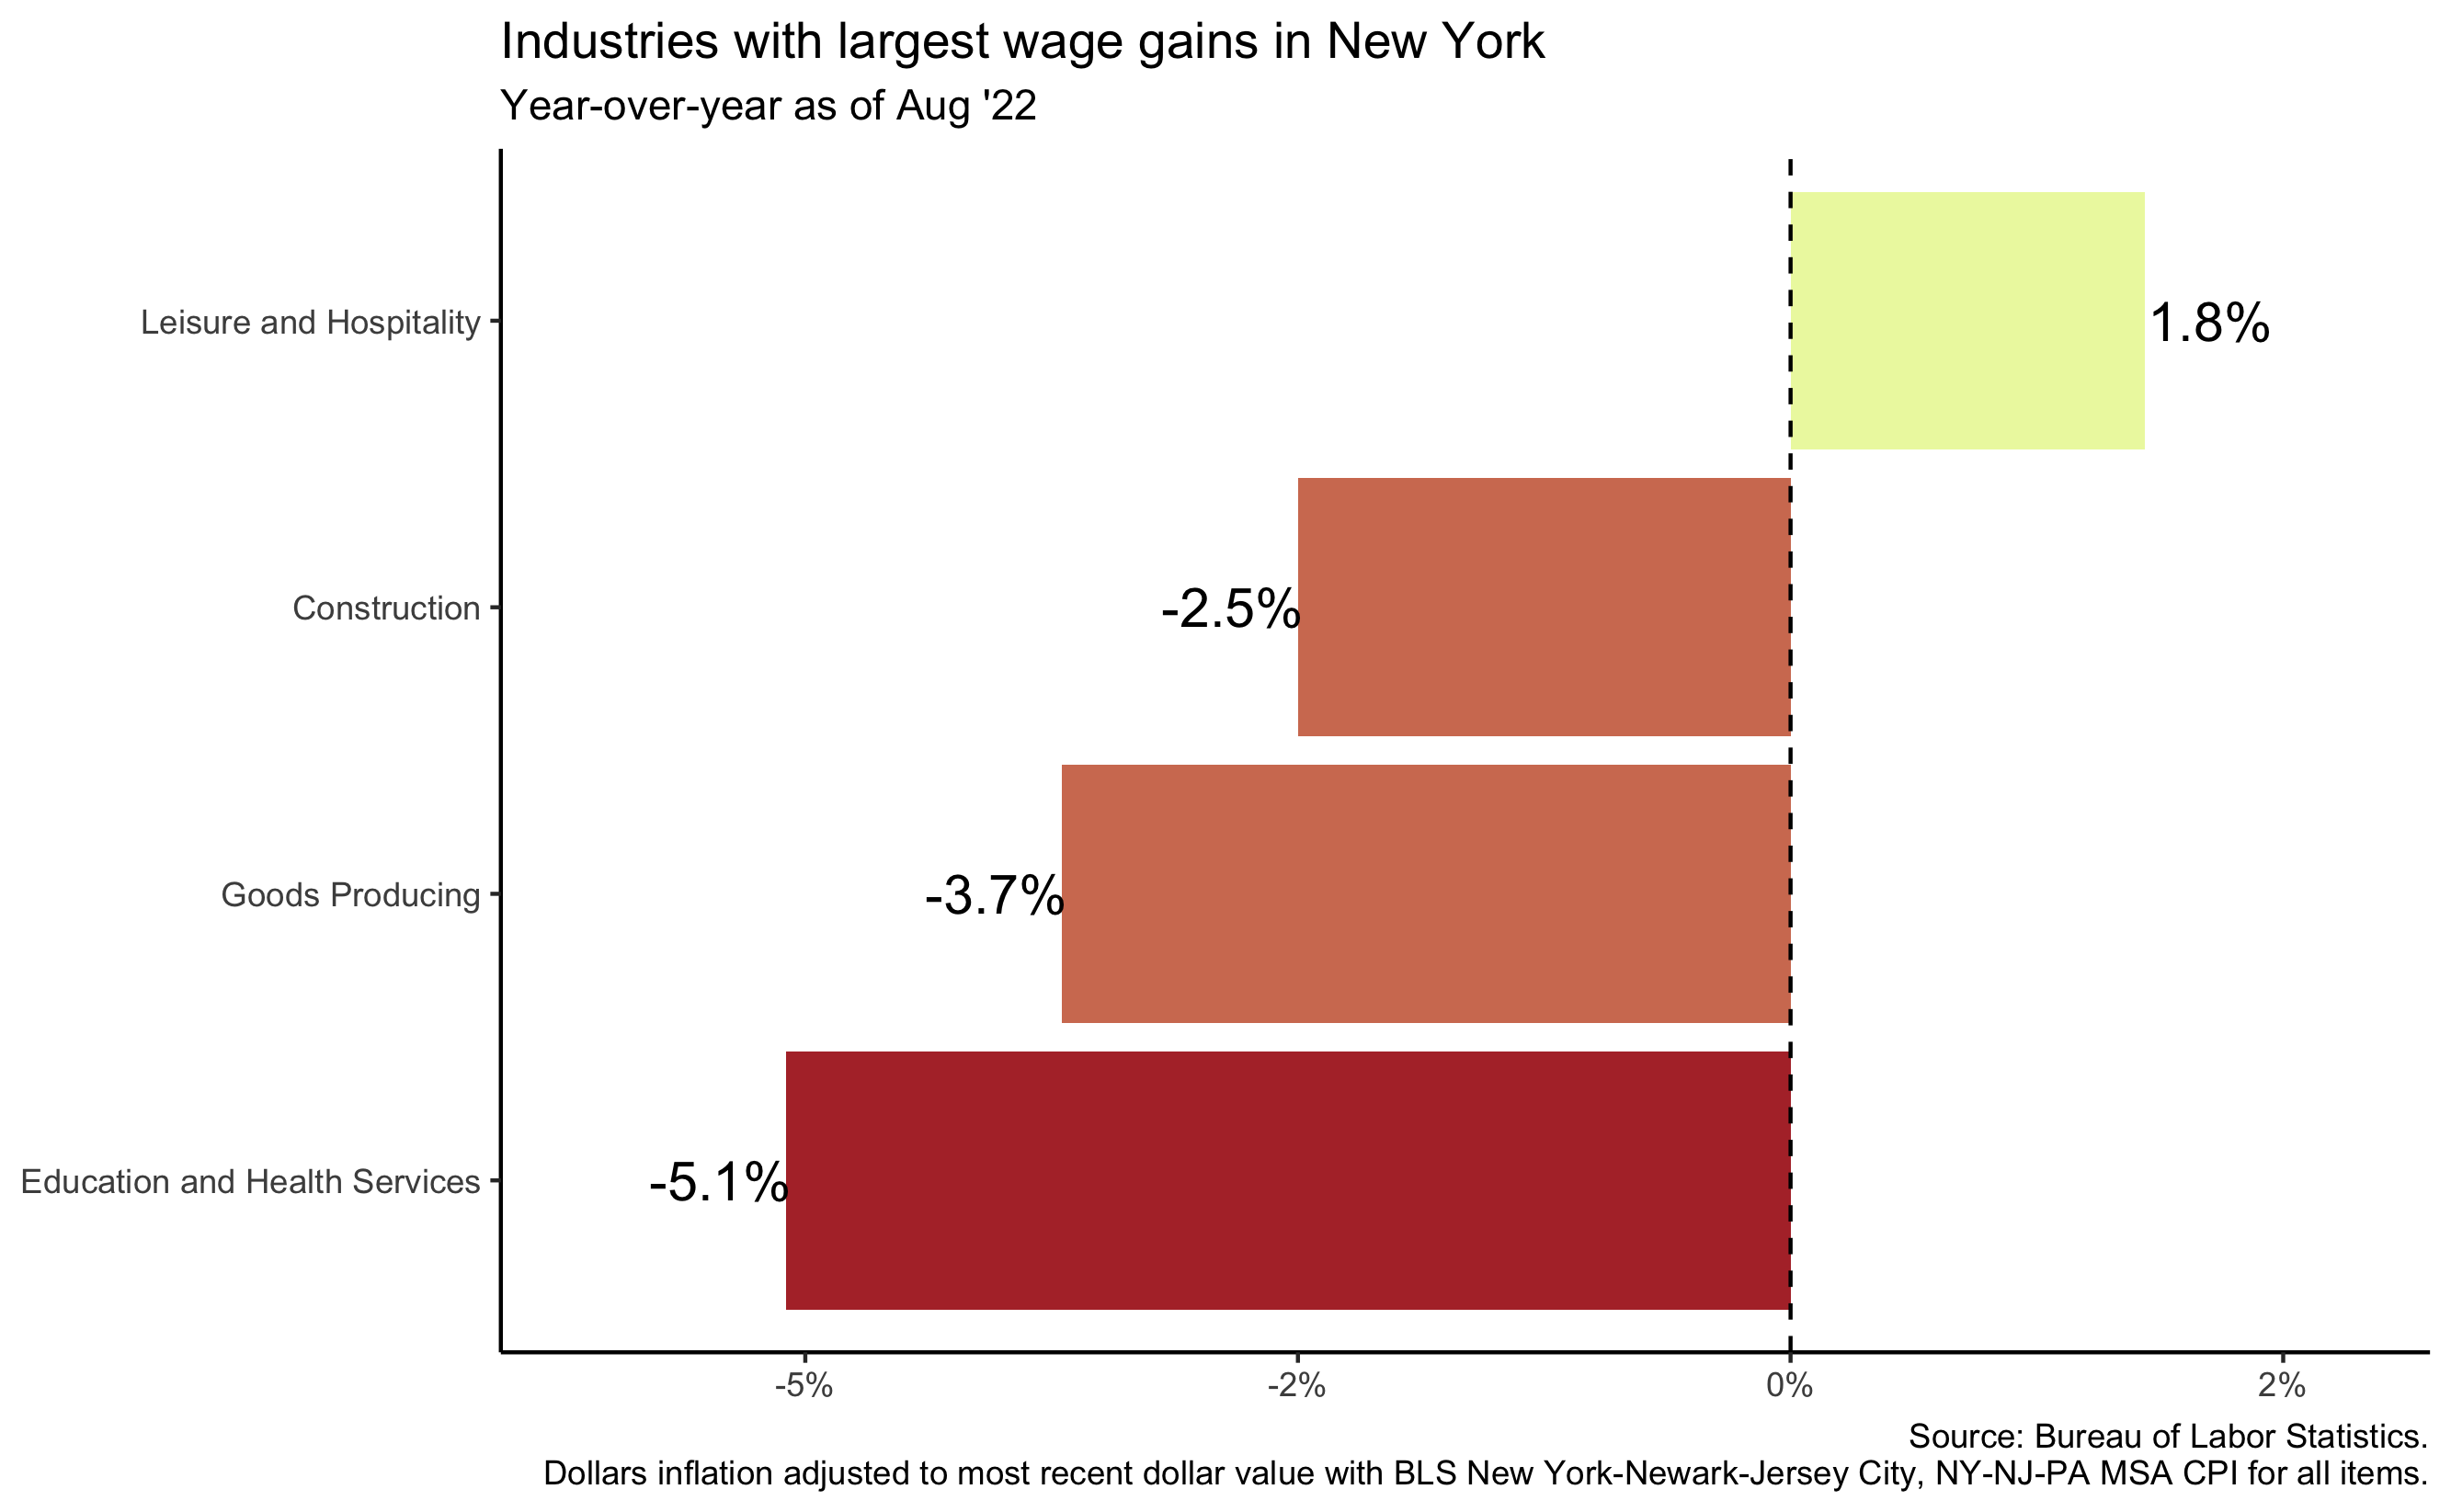 Industries with largest wage gains in New York
Year-over-year as of Aug '22
Leisure and Hospitality
1.8%
Construction
-2.5%
Goods Producing
-3.7%
Education and Health Services
-5.1%
-5%
-2%
0%
2%
Source: Bureau of Labor Statistics.
Dollars inflation adjusted to most recent dollar value with BLS New York-Newark-Jersey City, NY-NJ-PA MSA CPI for all items.